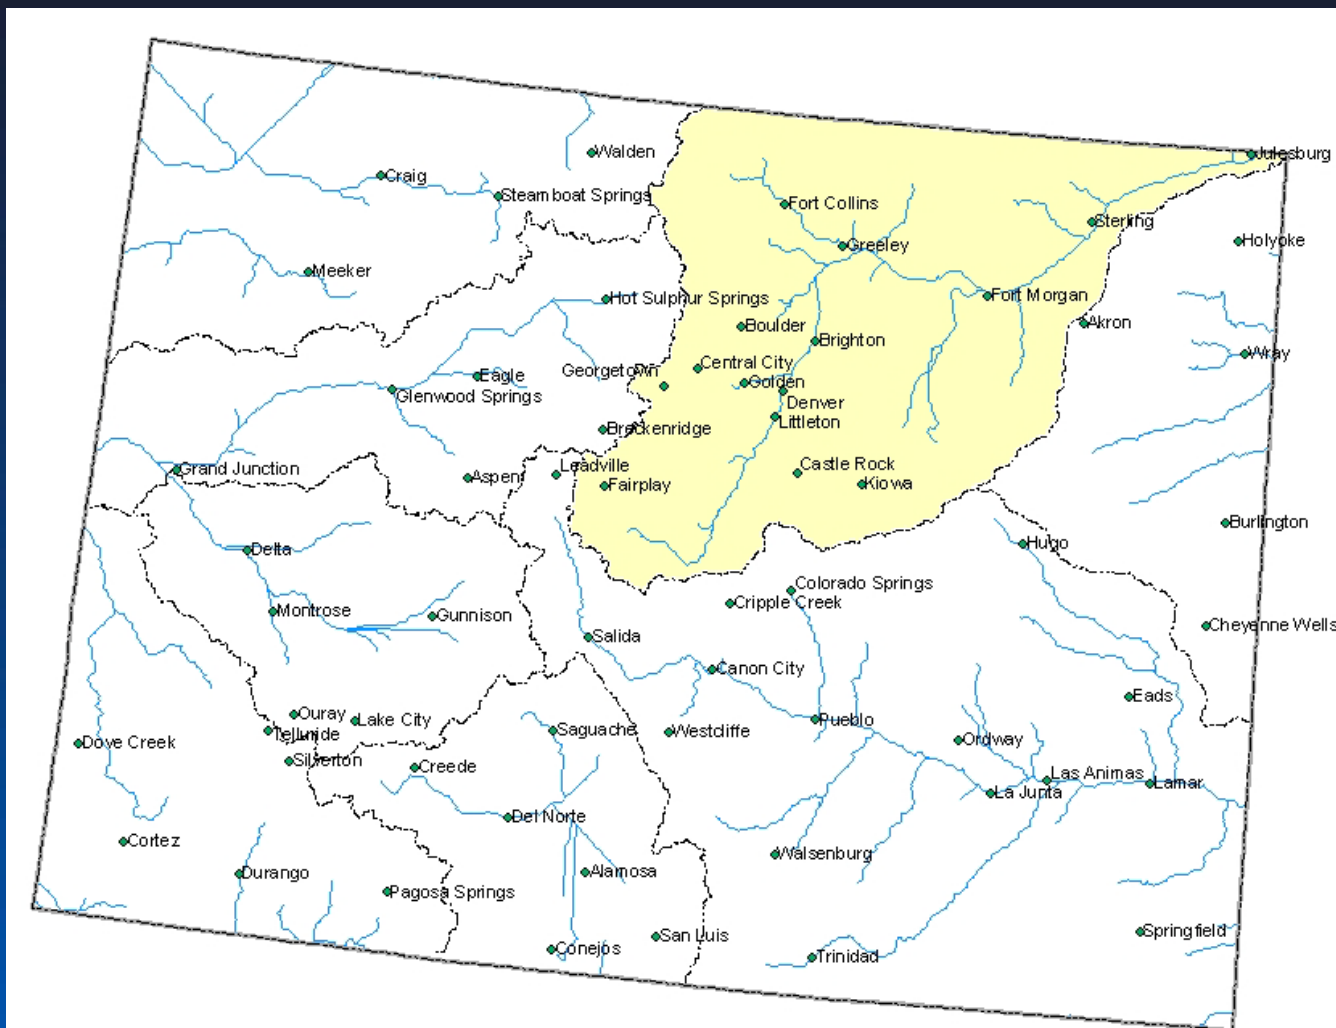 Julesburg
Walden
Craig
Steamboat Springs
Fort Collins
Sterling
Holyoke
Greeley
Meeker
Hot Sulphur Springs
Fort Morgan
Boulder
Akron
Brighton
Wray
Central City
Georgetown
Eagle
Golden
Glenwood Springs
Denver
Littleton
Breckenridge
Leadville
Castle Rock
Grand Junction
Aspen
Fairplay
Kiowa
Burlington
Hugo
Delta
Colorado Springs
Cripple Creek
Montrose
Gunnison
Cheyenne Wells
Salida
Canon City
Eads
Ouray
Lake City
Pueblo
Telluride
Saguache
Westcliffe
Dove Creek
Ordway
Silverton
Creede
Las Animas
Lamar
La Junta
Del Norte
Cortez
Walsenburg
Durango
Alamosa
Pagosa Springs
Springfield
San Luis
Conejos
Trinidad